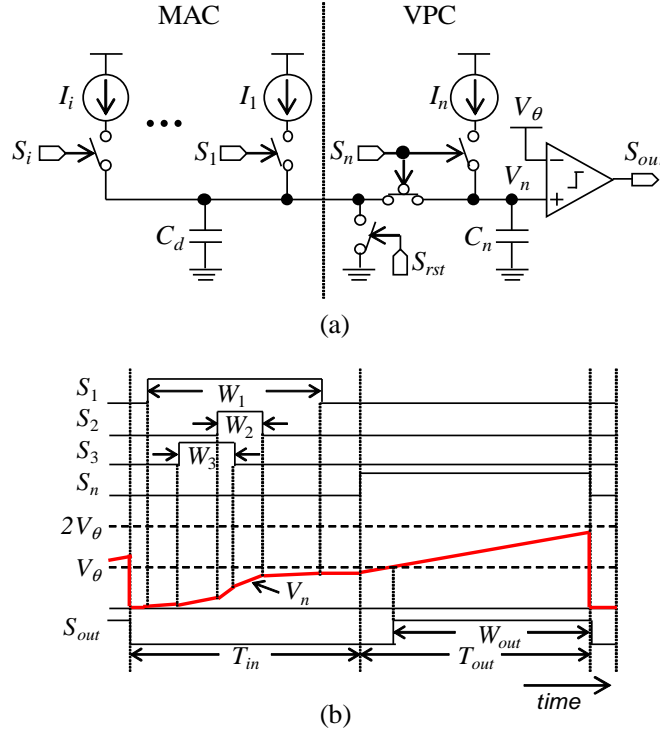 MAC VPC
I_i I_1 I_n
V_θ
S_i S_1 S_n S_out
V_n
C_d C_n
S_rst
(a)
S_1 W_1
S_2 W_2
S_3 W_3
S_n
2V_θ
V_θ
V_n
S_out W_out
T_in T_out
time
(b)